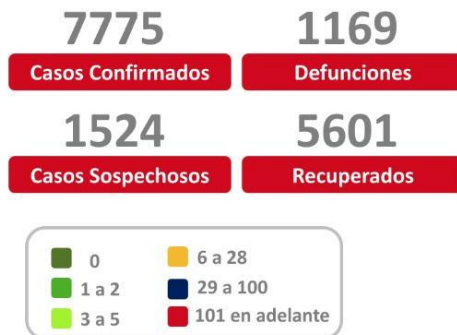 7775 1169
Casos Confirmados Defunciones
1524 5601
Casos Sospechosos Recuperados
0 6 a 28
1 a 2 29 a 100
3 a 5 101 en adelante